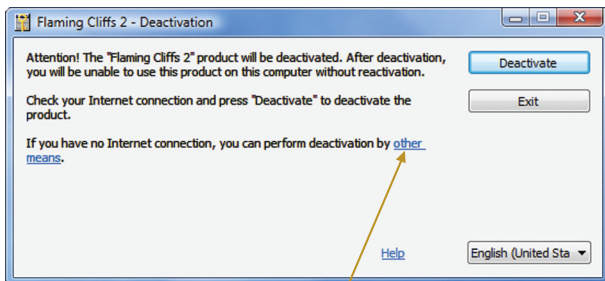 Flaming Cliffs 2 - Deactivation
Attention! The "Flaming Cliffs 2" product will be deactivated. After deactivation,
you will be unable to use this product on this computer without reactivation.
Deactivate
Check your Internet connection and press "Deactivate" to deactivate the
product.
Exit
If you have no Internet connection, you can perform deactivation by other
means.
Help
English (United Sta